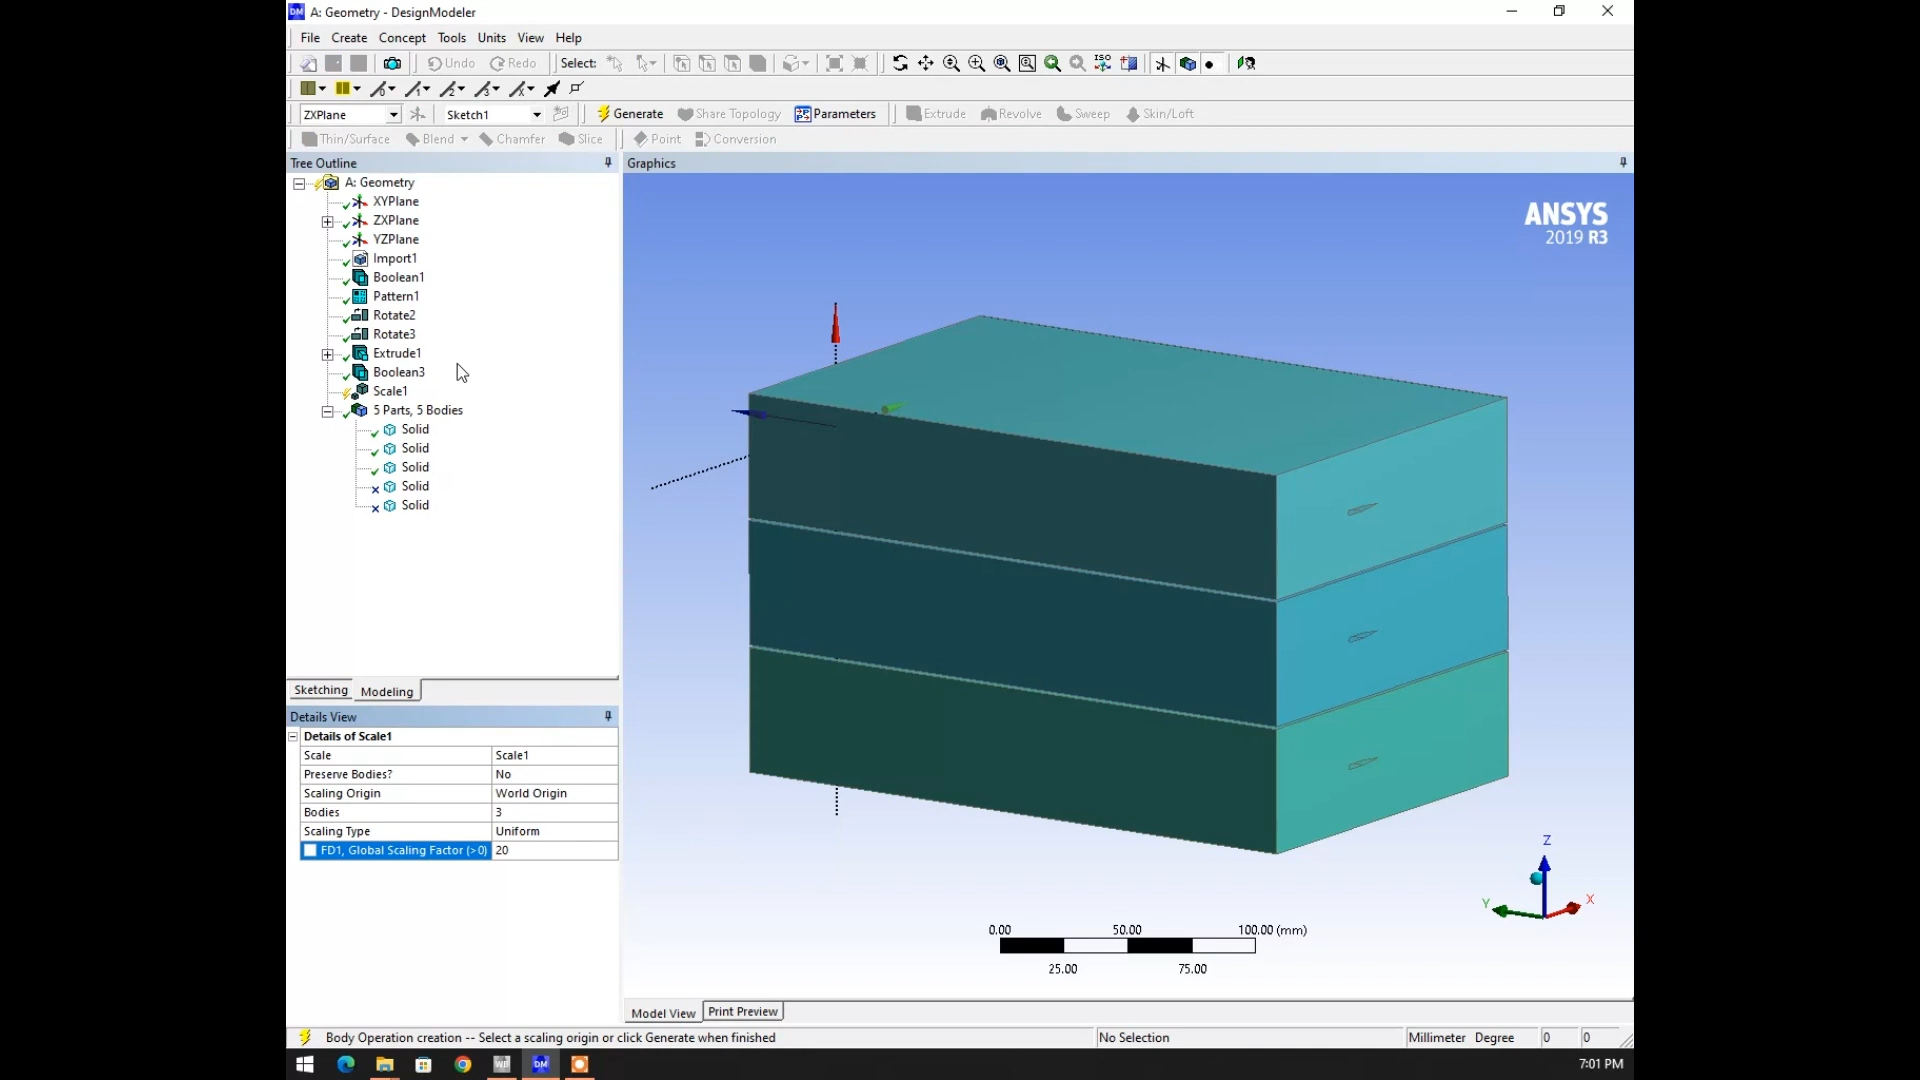 A: Geometry - DesignModeler
File Create Concept Tools Units View Help
Undo Redo Select: ISO
ZXPlane Sketch1 Generate Share Topology Parameters Extrude Revolve Sweep Skin/Loft
Thin/Surface Blend Chamfer Slice Point Conversion
Tree Outline
A: Geometry
XYPlane
ZXPlane
YZPlane
Import1
Boolean1
Pattern1
Rotate2
Rotate3
Extrude1
Boolean3
Scale1
5 Parts, 5 Bodies
Solid
Solid
Solid
Solid
Solid
Sketching Modeling
Details View
Details of Scale1
Scale Scale1
Preserve Bodies? No
Scaling Origin World Origin
Bodies 3
Scaling Type Uniform
FD1, Global Scaling Factor (>0) 20
Graphics
ANSYS
2019 R3
Z
Y X
0.00 50.00 100.00 (mm)
25.00 75.00
Model View Print Preview
Body Operation creation -- Select a scaling origin or click Generate when finished No Selection Millimeter Degree 0 0
DM
7:01 PM